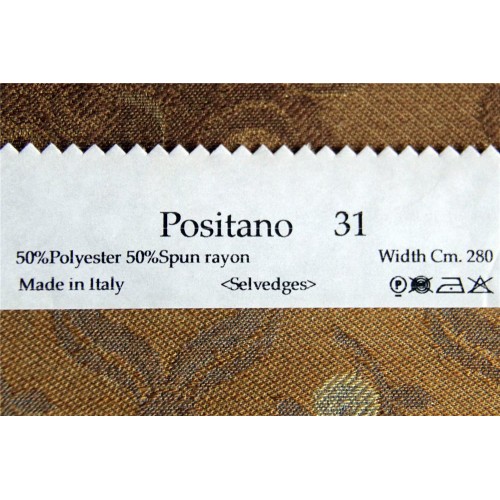 Positano 31
50%Polyester 50%Spun rayon Width Cm. 280
Made in Italy <Selvedges>